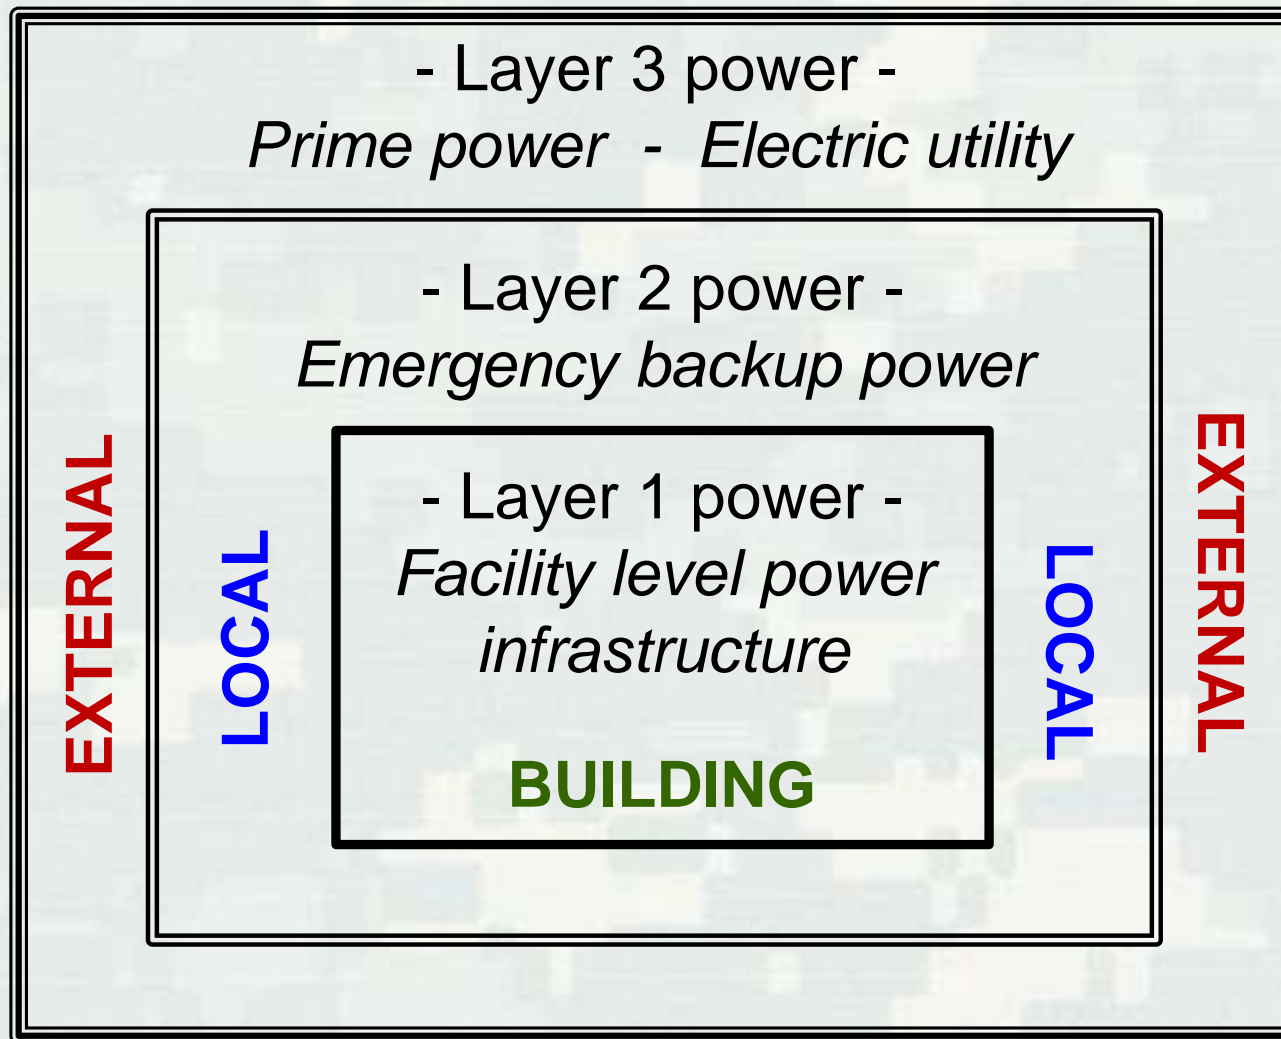 - Layer 3 power -
Prime power - Electric utility
- Layer 2 power -
Emergency backup power
- Layer 1 power -
Facility level power
infrastructure
BUILDING
EXTERNAL
LOCAL
LOCAL
EXTERNAL